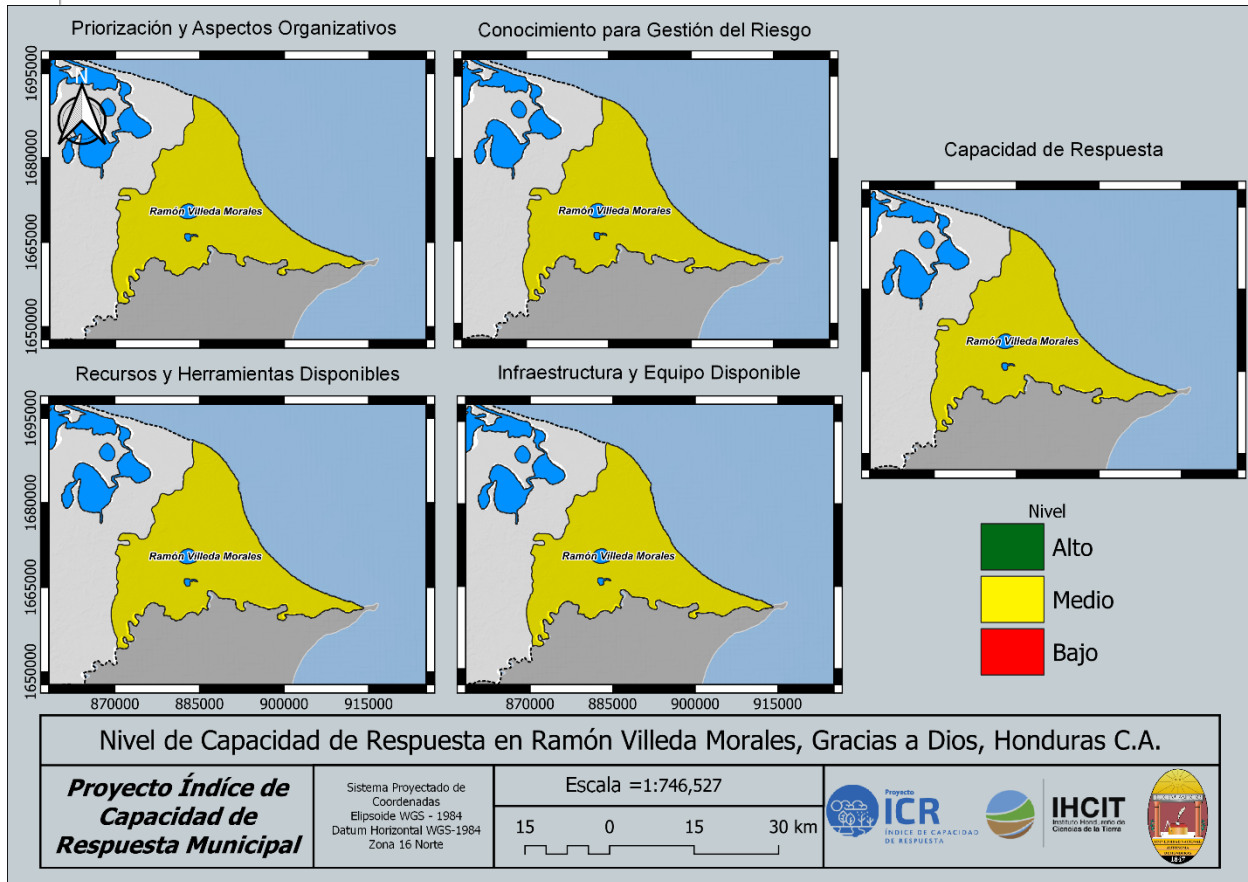 Priorización y Aspectos Organizativos
Conocimiento para Gestión del Riesgo
N
1695000
1680000
1665000
1650000
Ramón Villeda Morales
Ramón Villeda Morales
Capacidad de Respuesta
Ramón Villeda Morales
Recursos y Herramientas Disponibles
Infraestructura y Equipo Disponible
1695000
1680000
1665000
1650000
Ramón Villeda Morales
Ramón Villeda Morales
870000
885000
900000
915000
870000
885000
900000
915000
Nivel
Alto
Medio
Bajo
Nivel de Capacidad de Respuesta en Ramón Villeda Morales, Gracias a Dios, Honduras C.A.
Proyecto Índíce de
Capacidad de
Respuesta Municipal
Sistema Proyectado de
Coordenadas
Elipsoide WGS - 1984
Datum Horizontal WGS-1984
Zona 16 Norte
Escala =1:746,527
15 0 15 30 km
Proyecto
ICR
ÍNDICE DE CAPACIDAD
DE RESPUESTA
IHCIT
Instituto Hondureño de
Ciencias de la Tierra
1847